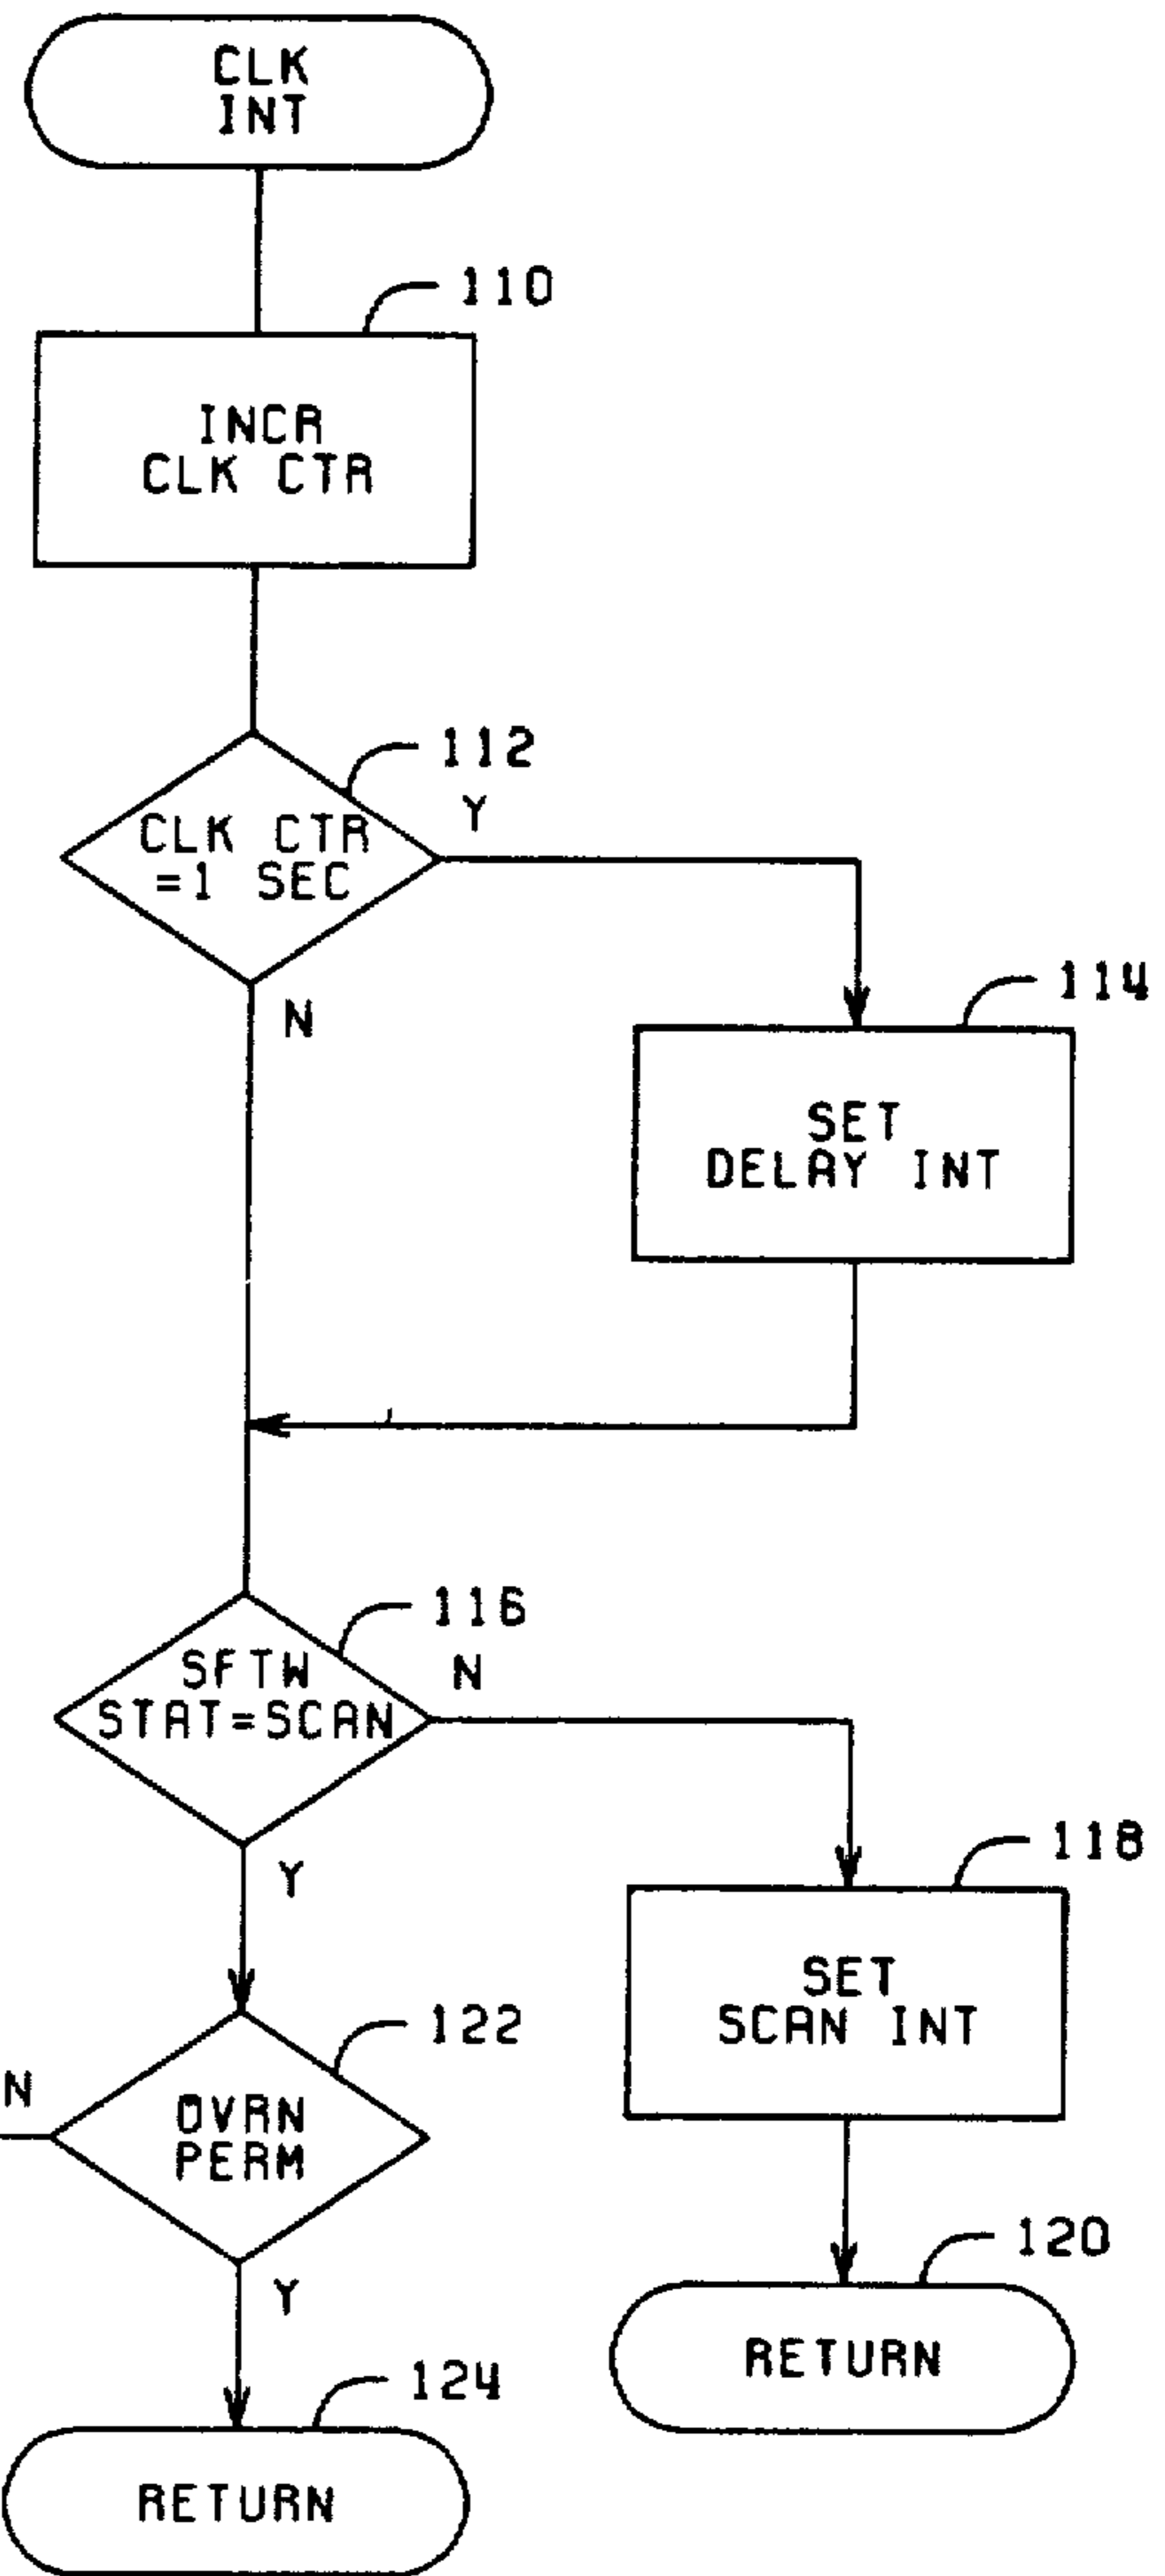 CLK
INT
110
INCR
CLK CTR
112
CLK CTR
=1 SEC
Y
N
114
SET
DELAY INT
116
SFTW
STAT=SCAN
N
Y
118
SET
SCAN INT
122
N
OVRN
PERM
Y
120
RETURN
124
RETURN